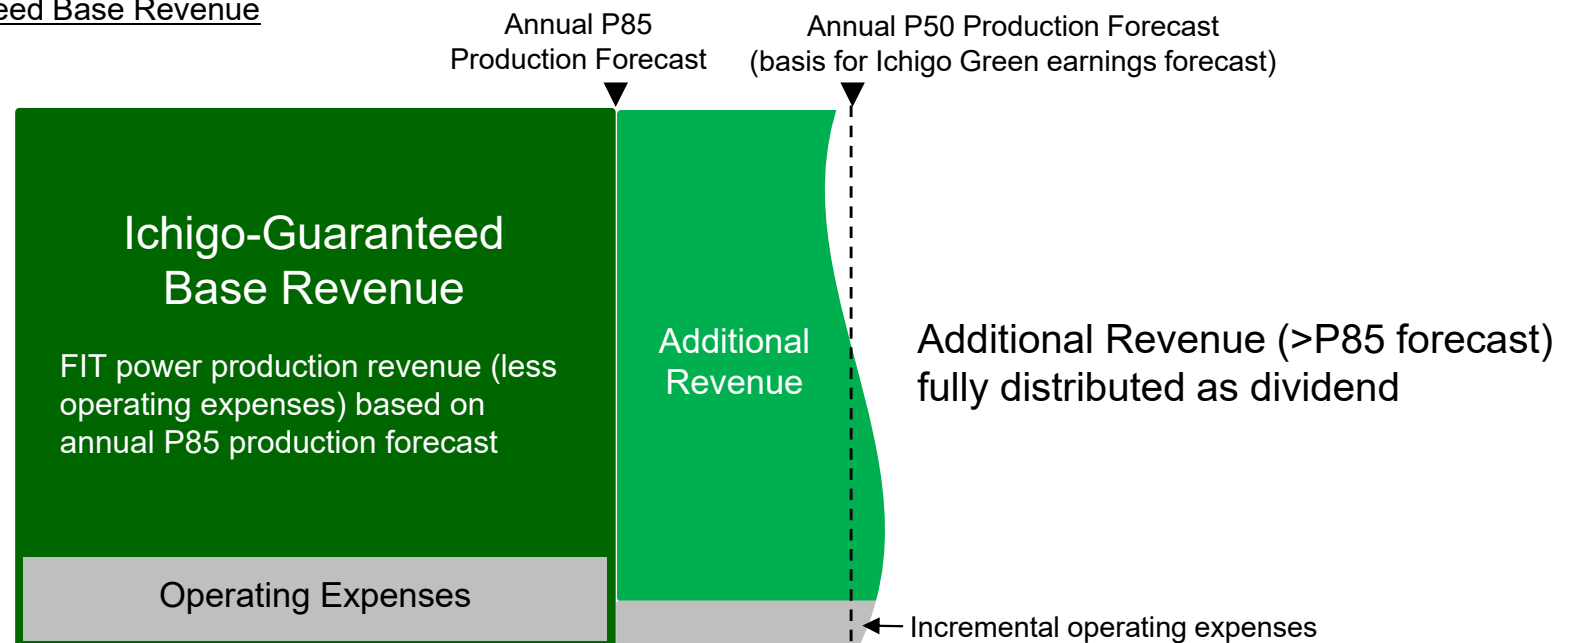 eed Base Revenue
Annual P85
Production Forecast
Annual P50 Production Forecast
(basis for Ichigo Green earnings forecast)
Ichigo-Guaranteed
Base Revenue
FIT power production revenue (less
operating expenses) based on
annual P85 production forecast
Additional
Revenue
Additional Revenue (>P85 forecast)
fully distributed as dividend
Operating Expenses
Incremental operating expenses